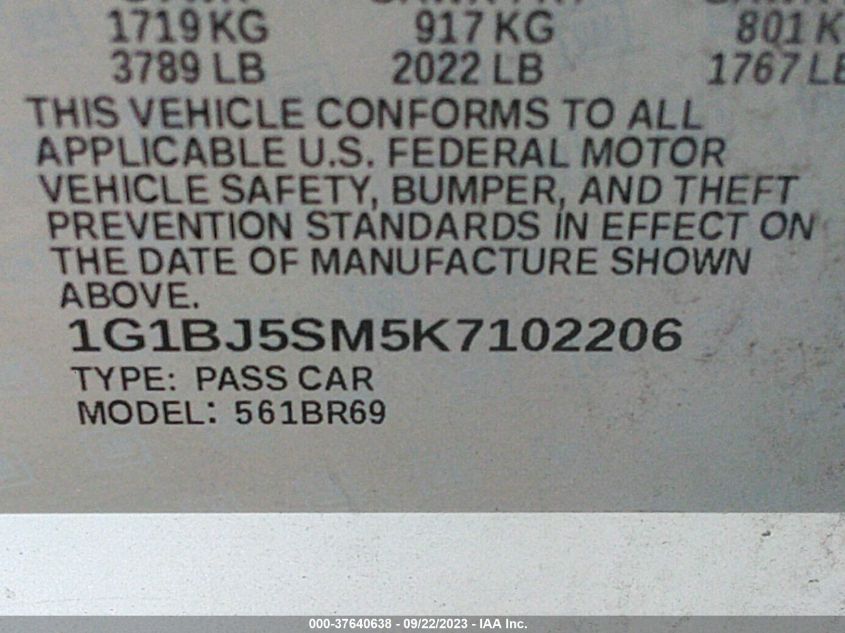 1719 KG 917 KG 801 K
3789 LB 2022 LB 1767 LB
THIS VEHICLE CONFORMS TO ALL
APPLICABLE U.S. FEDERAL MOTOR
VEHICLE SAFETY, BUMPER, AND THEFT
PREVENTION STANDARDS IN EFFECT ON
THE DATE OF MANUFACTURE SHOWN
ABOVE.
1G1BJ5SM5K7102206
TYPE: PASS CAR
MODEL: 561BR69
000-37640638 - 09/22/2023 - IAA Inc.